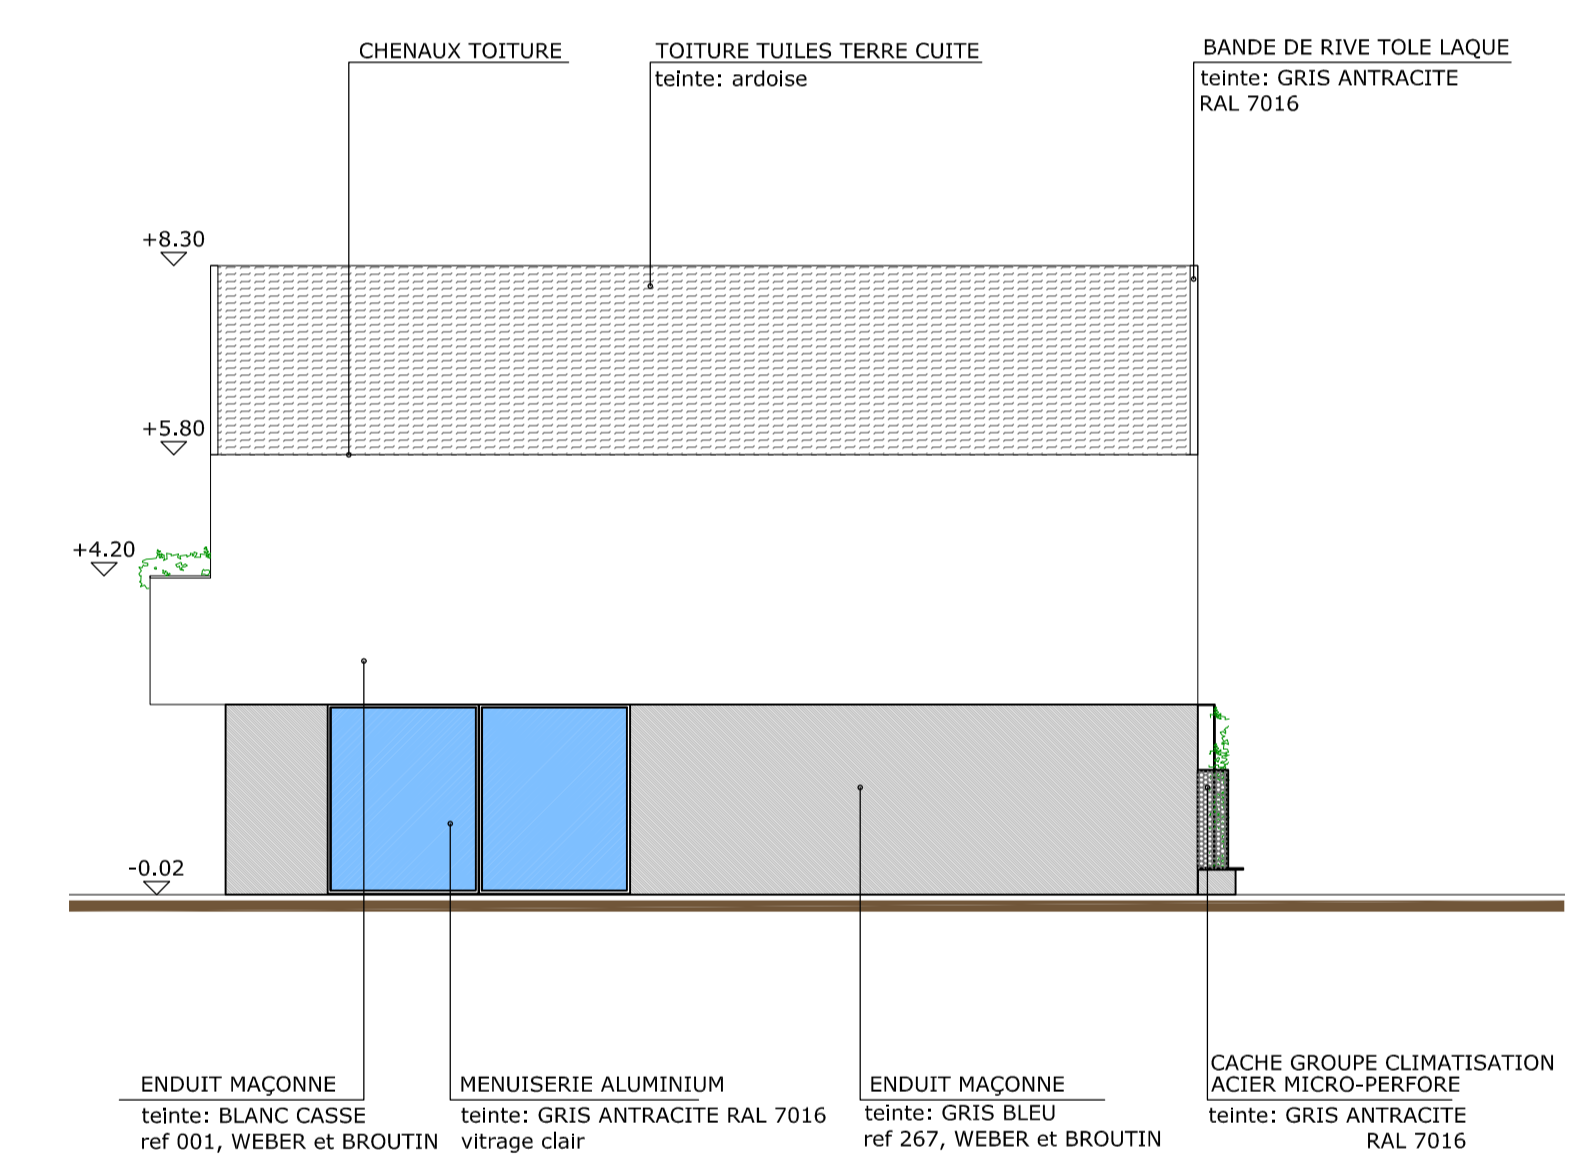 CHENAUX TOITURE
TOITURE TUILES TERRE CUITE
teinte: ardoise
BANDE DE RIVE TOLE LAQUE
teinte: GRIS ANTRACITE
RAL 7016
+8.30
+5.80
+4.20
-0.02
ENDUIT MAÇONNE
teinte: BLANC CASSE
ref 001, WEBER et BROUTIN
MENUISERIE ALUMINIUM
teinte: GRIS ANTRACITE RAL 7016
vitrage clair
ENDUIT MAÇONNE
teinte: GRIS BLEU
ref 267, WEBER et BROUTIN
CACHE GROUPE CLIMATISATION
ACIER MICRO-PERFORE
teinte: GRIS ANTRACITE
RAL 7016